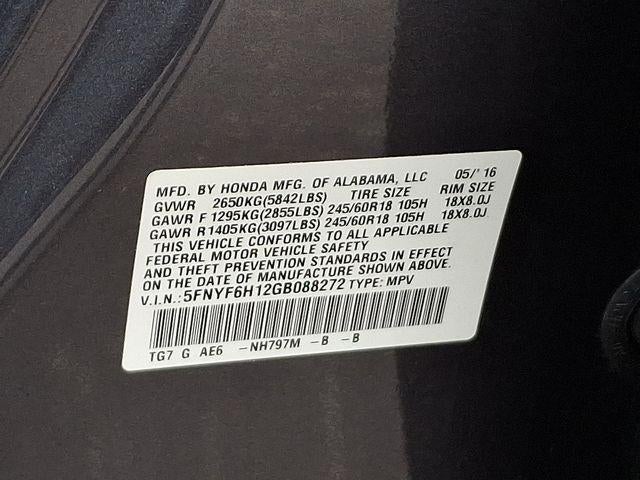 MFD. BY HONDA MFG. OF ALABAMA, LLC 05/'16
GVWR 2650KG(5842LBS) TIRE SIZE RIM SIZE
GAWR F 1295KG(2855LBS) 245/60R18 105H 18X8.0J
GAWR R1405KG(3097LBS) 245/60R18 105H 18X8.0J
THIS VEHICLE CONFORMS TO ALL APPLICABLE
FEDERAL MOTOR VEHICLE SAFETY
AND THEFT PREVENTION STANDARDS IN EFFECT
ON THE DATE OF MANUFACTURE SHOWN ABOVE.
V.I.N.: 5FNYF6H12GB088272 TYPE: MPV
TG7 G AE6 -NH797M -B -B